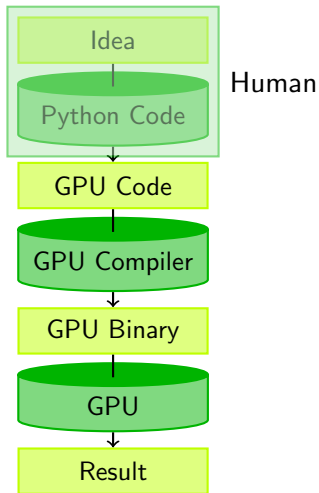 Idea
Human
Python Code
GPU Code
GPU Compiler
GPU Binary
GPU
Result